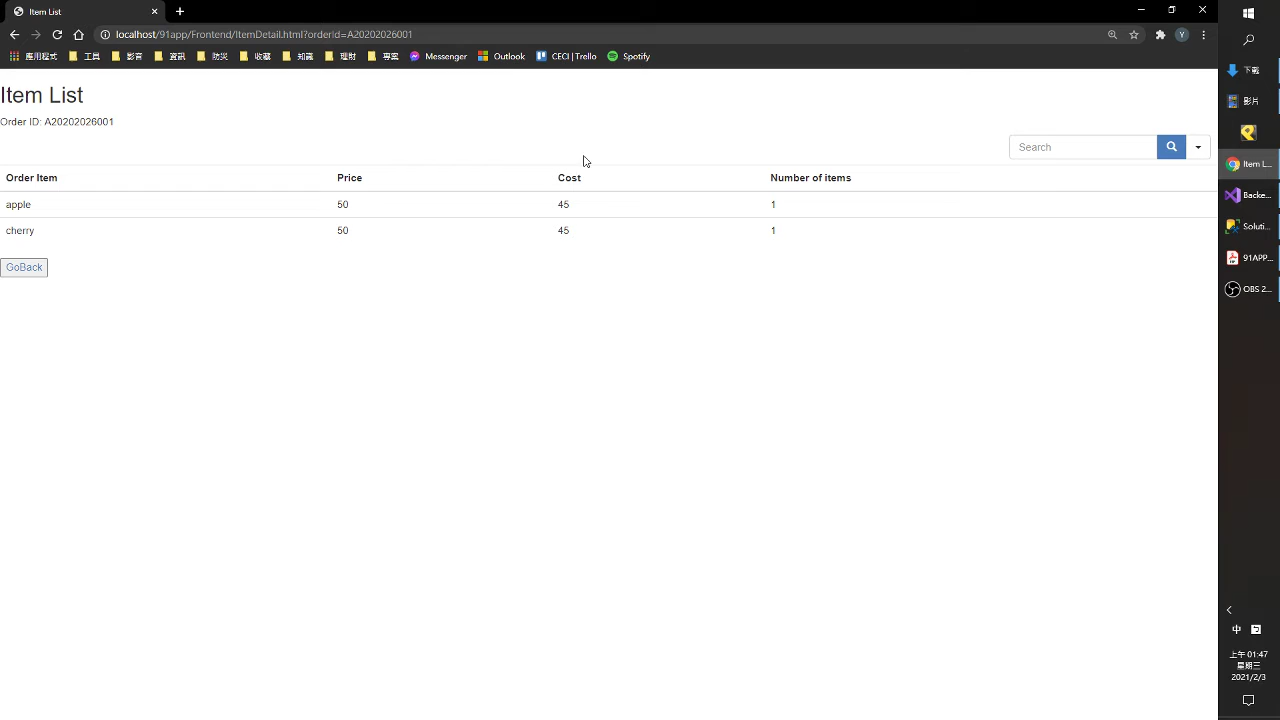 Item List
localhost/91app/Frontend/ItemDetail.html?orderId=A20202026001
Y
應用程式 工具 影音 資訊 防災 收藏 知識 理財 專案 Messenger Outlook CECI | Trello Spotify
Item List
Order ID: A20202026001
Search
Order Item Price Cost Number of items
apple 50 45 1
cherry 50 45 1
GoBack
下載
影片
Item L...
Backe...
Soluti...
91APP...
OBS 2...
中
上午 01:47
星期三
2021/2/3